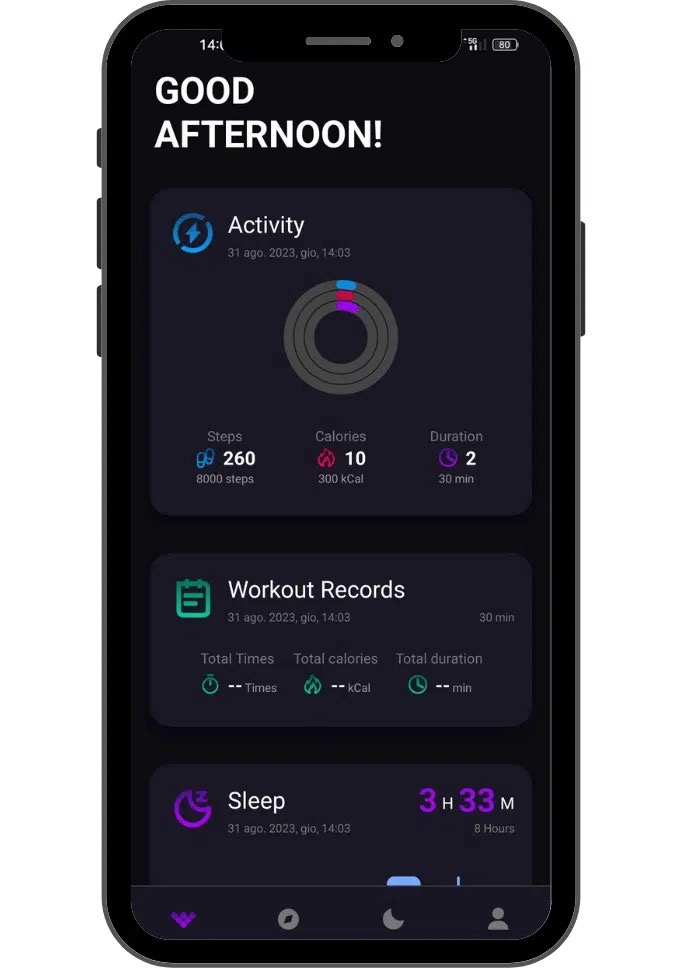 5G 80
GOOD
AFTERNOON!
Activity
31 ago. 2023, gio, 14:03
Steps Calories Duration
260 10 2
8000 steps 300 kCal 30 min
Workout Records
31 ago. 2023, gio, 14:03 30 min
Total Times Total calories Total duration
-- Times -- kCal -- min
Sleep 3 H 33 M
31 ago. 2023, gio, 14:03 8 Hours